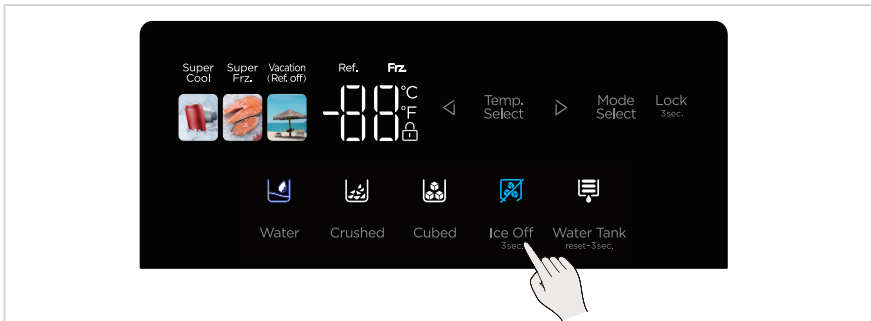 Super Cool
Super Frz.
Vacation (Ref. off)
Ref.
Frz.
-88
°C
°F
Temp. Select
Mode Select
Lock
3sec.
Water
Crushed
Cubed
Ice Off
3sec.
Water Tank
reset-3sec.